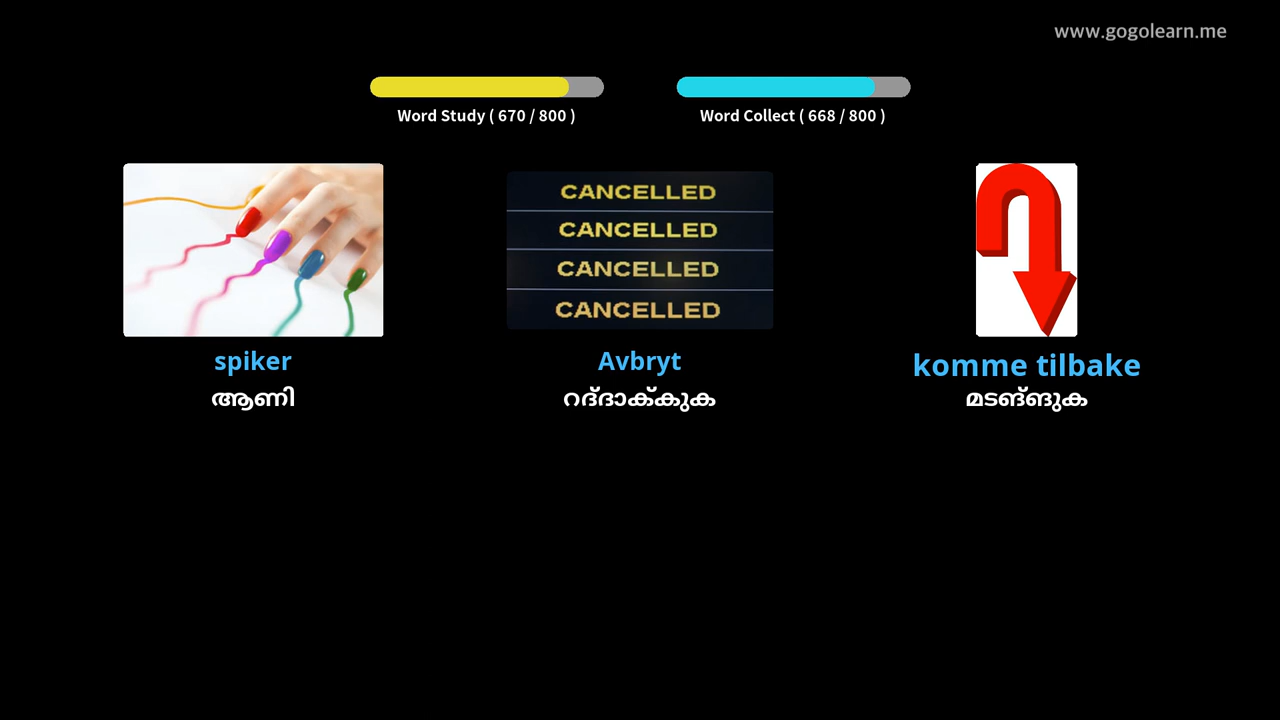 www.gogolearn.me
Word Study ( 670 / 800 )
Word Collect ( 668 / 800 )
CANCELLED
CANCELLED
CANCELLED
CANCELLED
spiker
Avbryt
komme tilbake
ആണി
റദ്ദാക്കുക
മടങ്ങുക